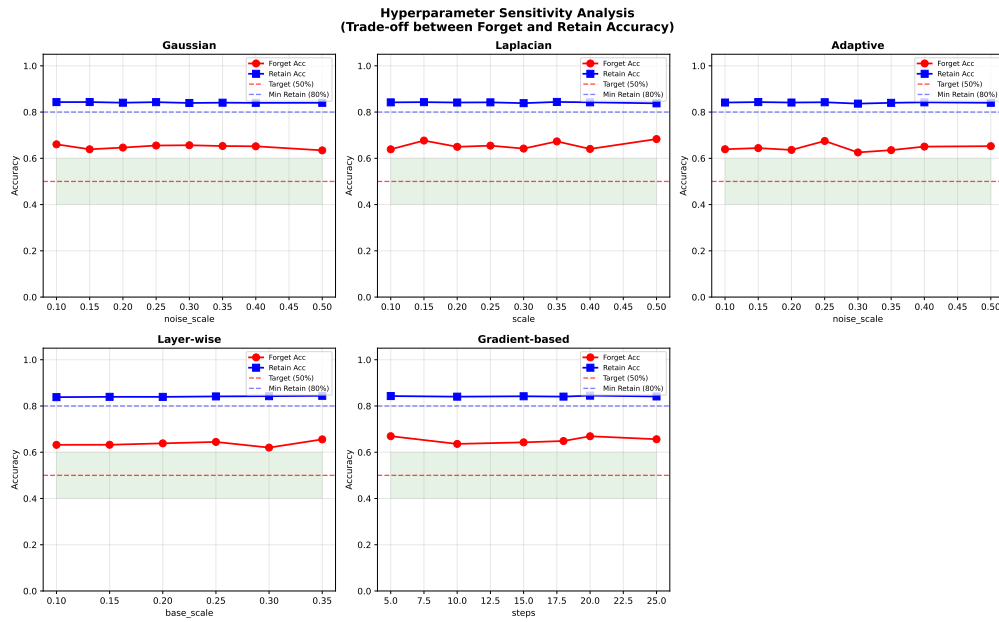 Hyperparameter Sensitivity Analysis
(Trade-off between Forget and Retain Accuracy)
Gaussian
Forget Acc
Retain Acc
Target (50%)
Min Retain (80%)
Accuracy
1.0
0.8
0.6
0.4
0.2
0.0
0.10 0.15 0.20 0.25 0.30 0.35 0.40 0.45 0.50
noise_scale
Laplacian
Forget Acc
Retain Acc
Target (50%)
Min Retain (80%)
Accuracy
1.0
0.8
0.6
0.4
0.2
0.0
0.10 0.15 0.20 0.25 0.30 0.35 0.40 0.45 0.50
scale
Adaptive
Forget Acc
Retain Acc
Target (50%)
Min Retain (80%)
Accuracy
1.0
0.8
0.6
0.4
0.2
0.0
0.10 0.15 0.20 0.25 0.30 0.35 0.40 0.45 0.50
noise_scale
Layer-wise
Forget Acc
Retain Acc
Target (50%)
Min Retain (80%)
Accuracy
1.0
0.8
0.6
0.4
0.2
0.0
0.10 0.15 0.20 0.25 0.30 0.35
base_scale
Gradient-based
Forget Acc
Retain Acc
Target (50%)
Min Retain (80%)
Accuracy
1.0
0.8
0.6
0.4
0.2
0.0
5.0 7.5 10.0 12.5 15.0 17.5 20.0 22.5 25.0
steps